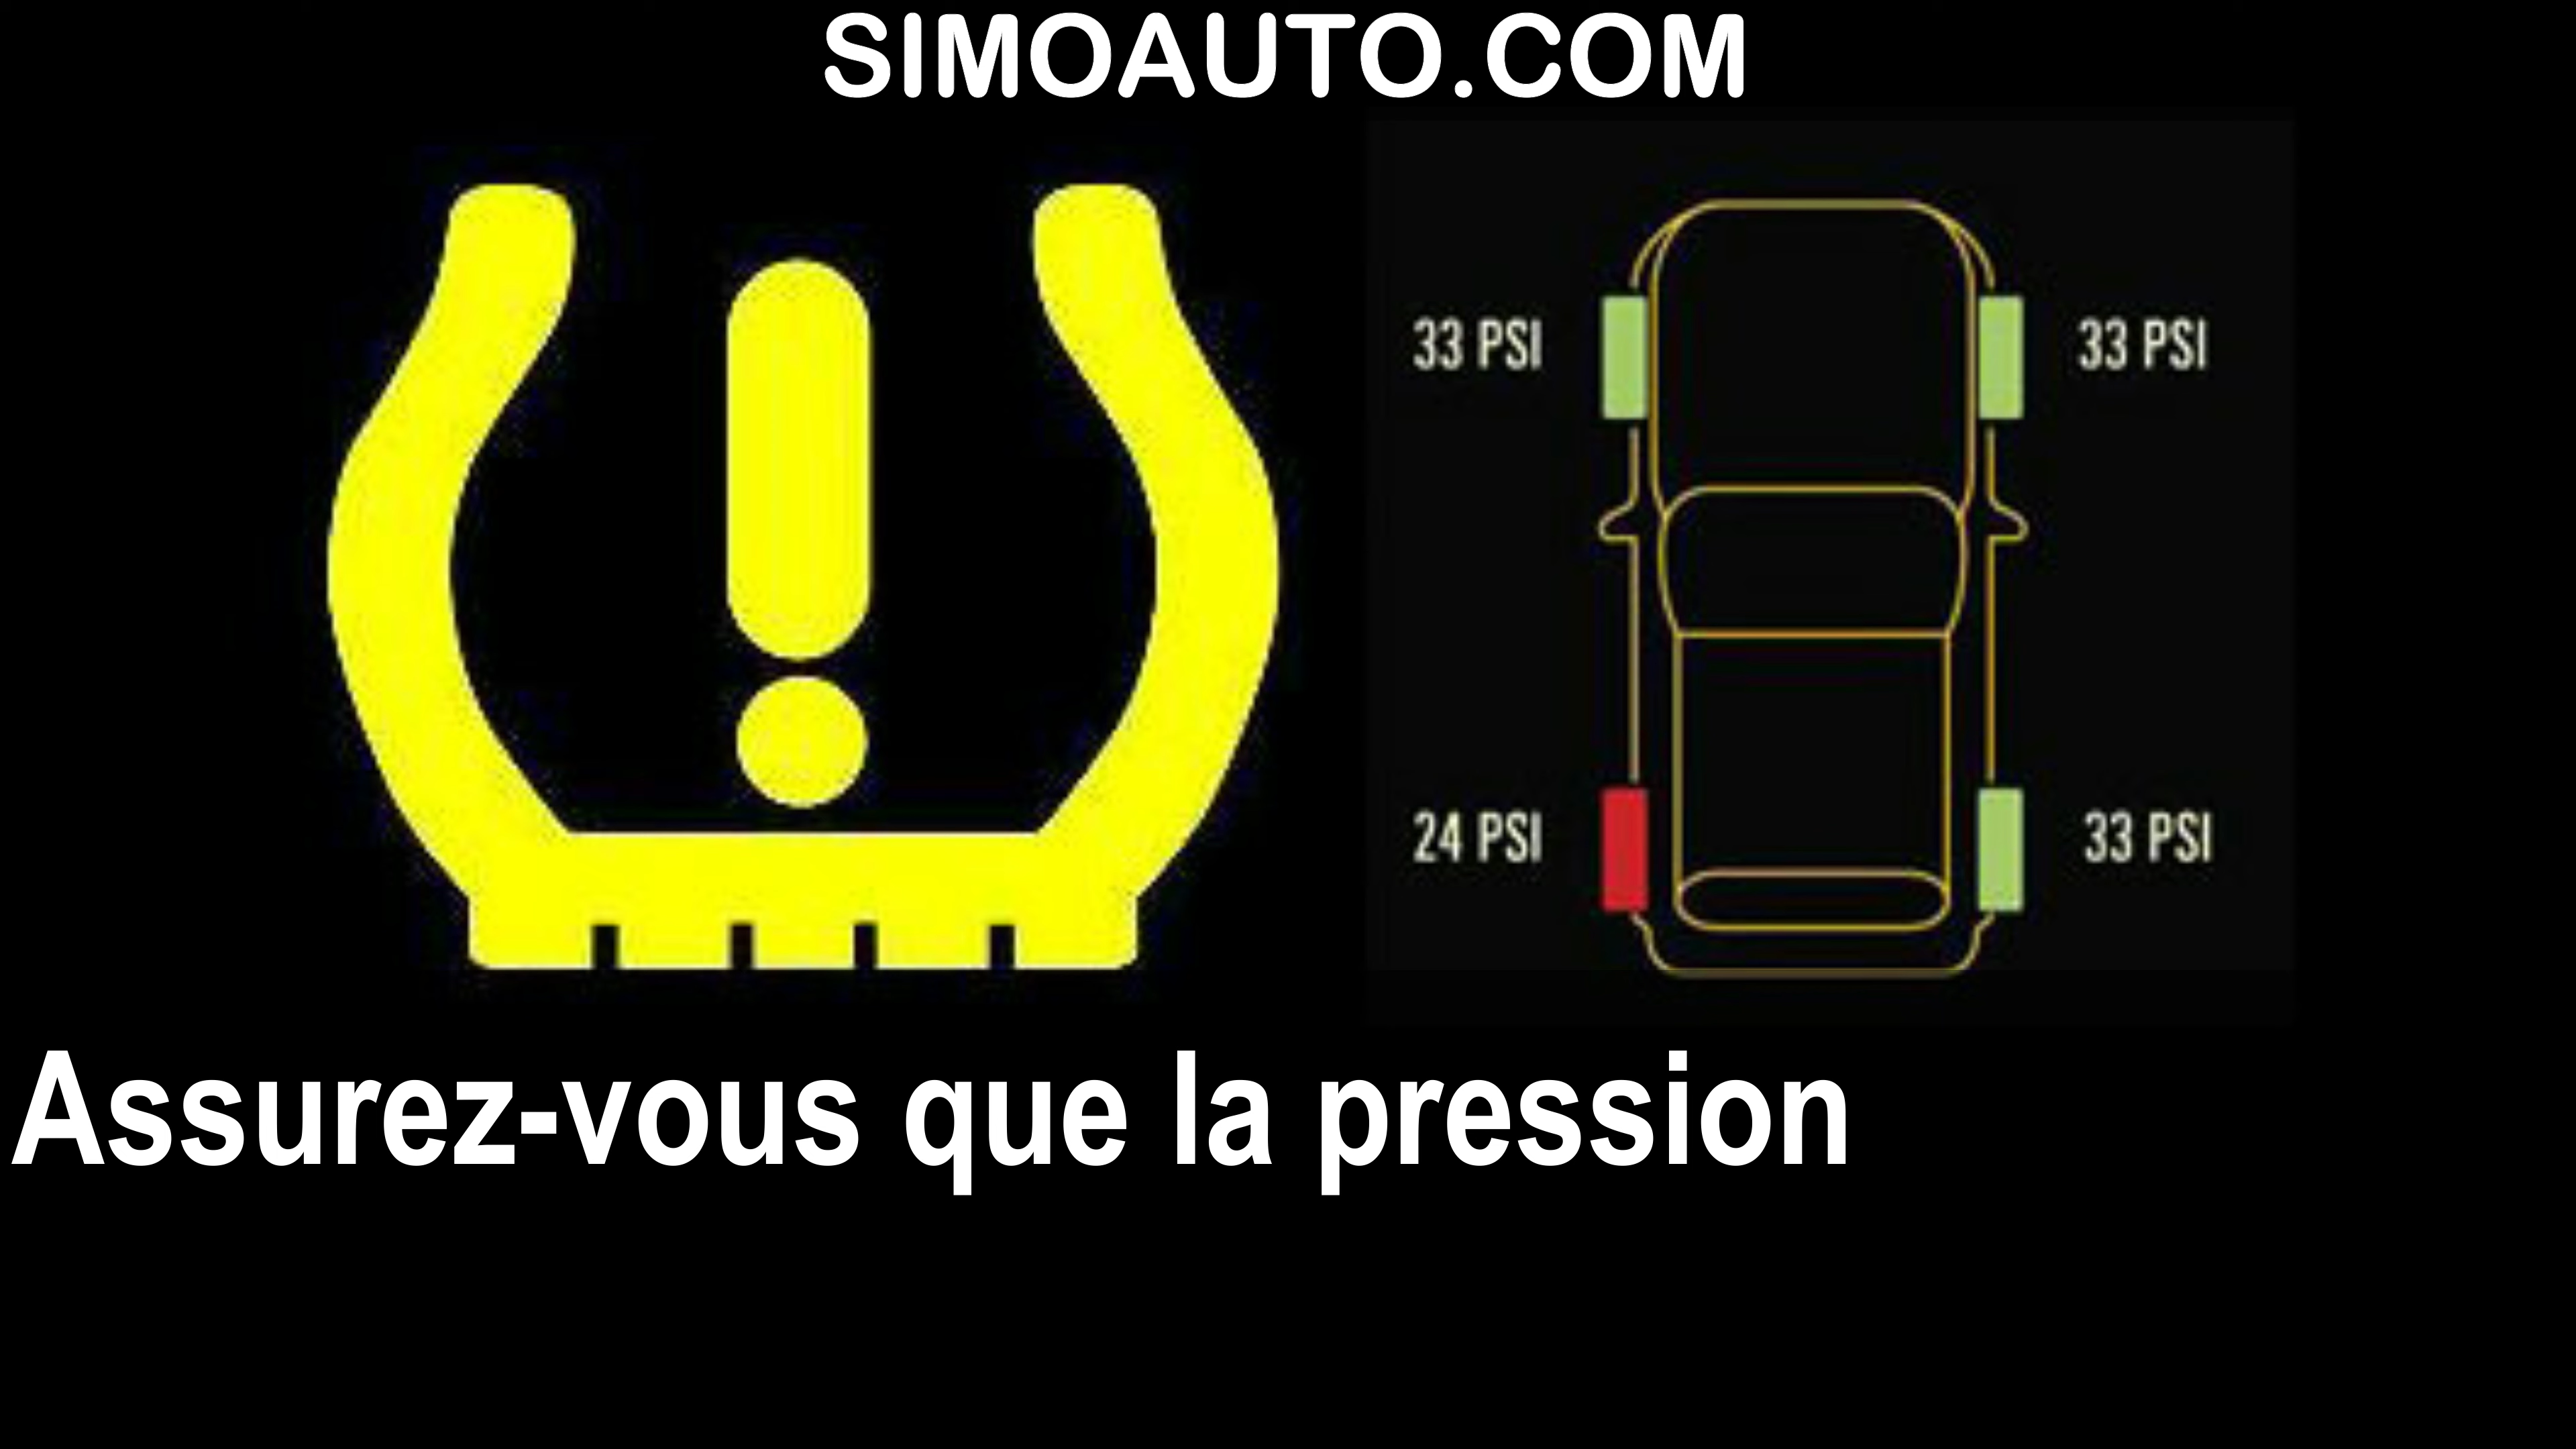 SIMOAUTO.COM
33 PSI
33 PSI
24 PSI
33 PSI
Assurez-vous que la pression